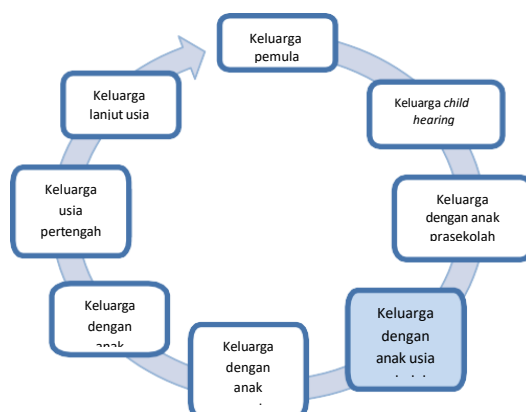 Keluarga
pemula
Keluarga child
hearing
Keluarga
dengan anak
prasekolah
Keluarga
dengan
anak usia
Keluarga
dengan
anak
Keluarga
dengan
anak
Keluarga
usia
pertengah
Keluarga
lanjut usia